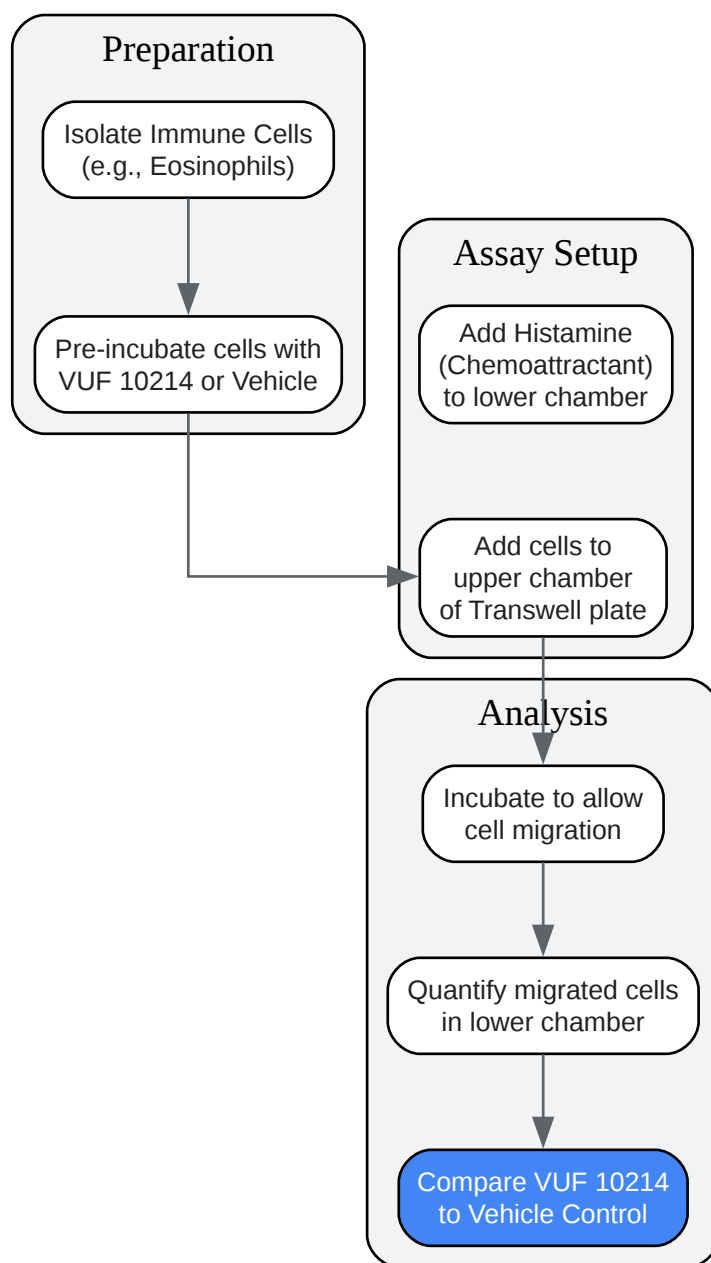 Preparation
Isolate Immune Cells
(e.g., Eosinophils)
Pre-incubate cells with
VUF 10214 or Vehicle
Assay Setup
Add Histamine
(Chemoattractant)
to lower chamber
Add cells to
upper chamber
of Transwell plate
Analysis
Incubate to allow
cell migration
Quantify migrated cells
in lower chamber
Compare VUF 10214
to Vehicle Control